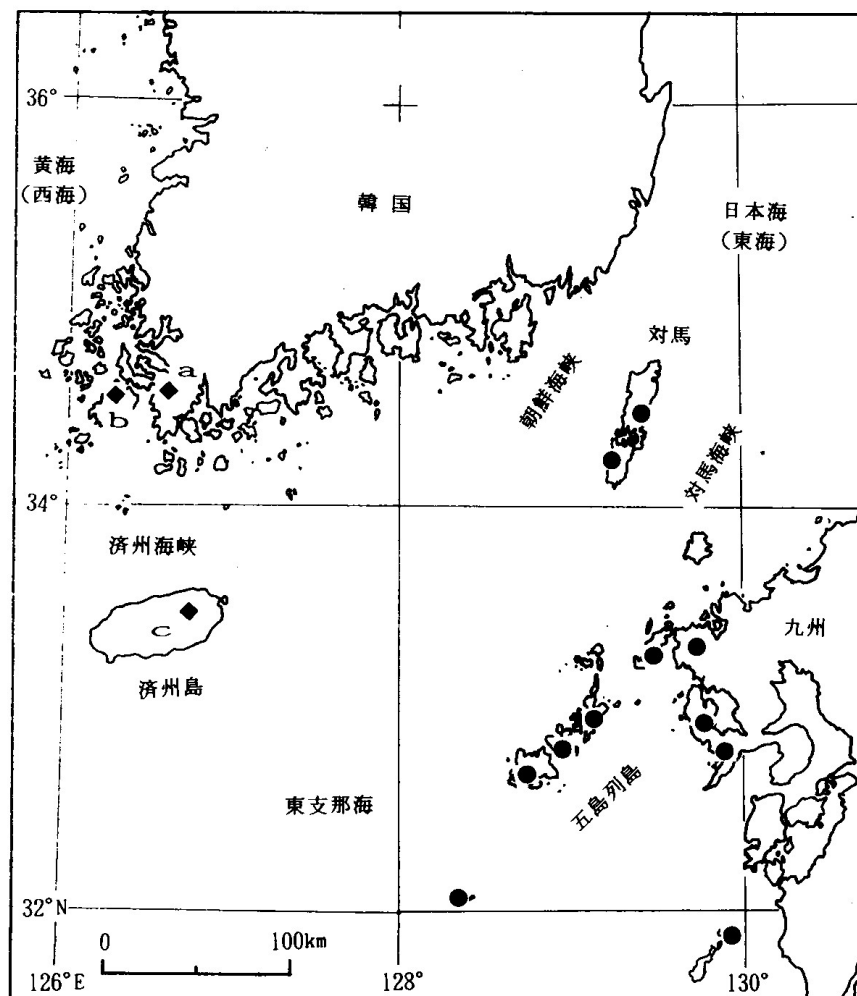 36°
黄海
(西海)
韓国
日本海
(東海)
対馬
a
b
朝鮮海峡
対馬海峡
34°
済州海峡
c
済州島
九州
五島列島
東支那海
32°N
0 100km
126°E 128° 130°